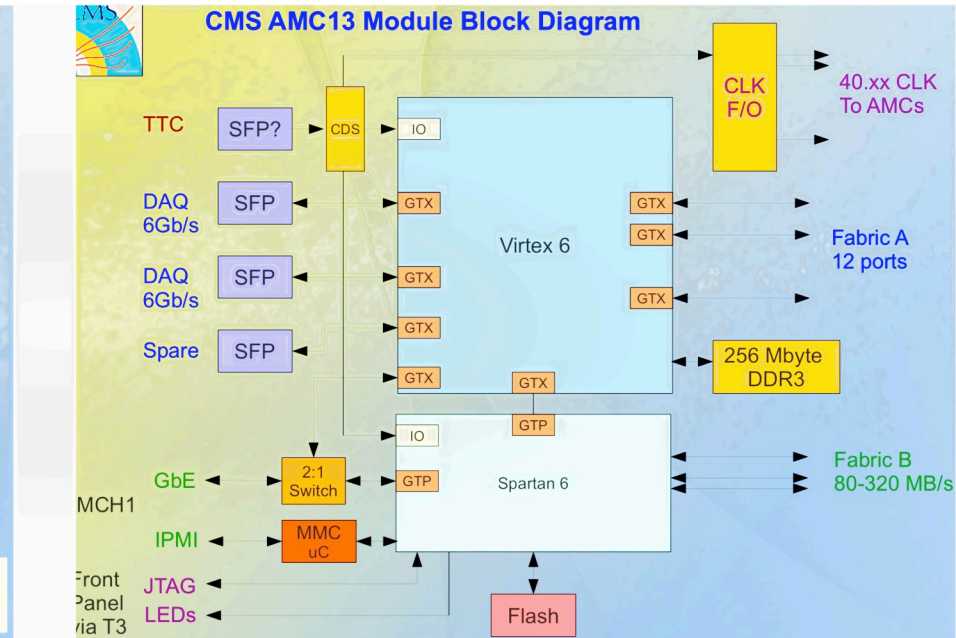 CMS AMC13 Module Block Diagram
CLK
F/O
40.xx CLK
To AMCs
TTC
SFP?
CDS
IO
DAQ
6Gb/s
SFP
GTX
GTX
GTX
Virtex 6
Fabric A
12 ports
DAQ
6Gb/s
SFP
GTX
GTX
Spare
SFP
GTX
256 Mbyte
DDR3
GTX
GTX
GTP
IO
GbE
2:1
Switch
GTP
Spartan 6
Fabric B
80-320 MB/s
MCH1
IPMI
MMC
uC
Front
Panel
via T3
JTAG
LEDs
Flash